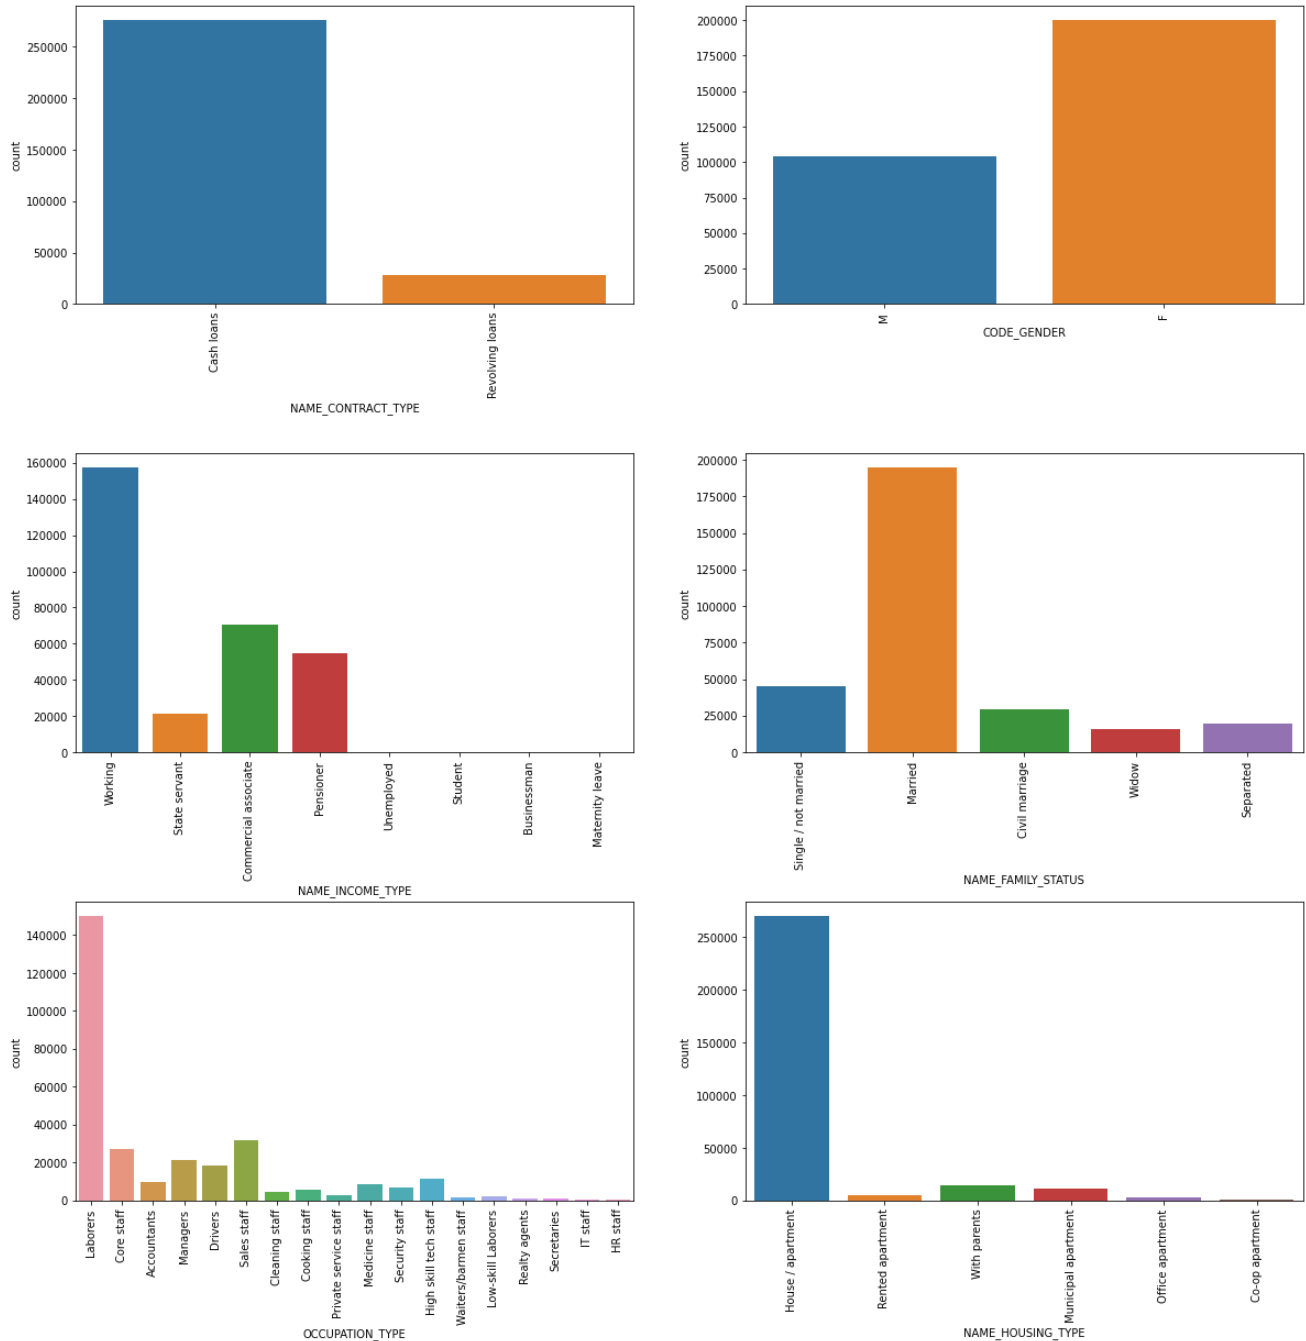 250000
200000
150000
100000
50000
0
count
Cash loans
Revolving loans
NAME_CONTRACT_TYPE
200000
175000
150000
125000
100000
75000
50000
25000
0
count
M
F
CODE_GENDER
160000
140000
120000
100000
80000
60000
40000
20000
0
count
Working
State servant
Commercial associate
Pensioner
Unemployed
Student
Businessman
Maternity leave
NAME_INCOME_TYPE
200000
175000
150000
125000
100000
75000
50000
25000
0
count
Single / not married
Married
Civil marriage
Widow
Separated
NAME_FAMILY_STATUS
140000
120000
100000
80000
60000
40000
20000
0
count
Laborers
Core staff
Accountants
Managers
Drivers
Sales staff
Cleaning staff
Cooking staff
Private service staff
Medicine staff
Security staff
High skill tech staff
Waiters/barmen staff
Low-skill Laborers
Realty agents
Secretaries
IT staff
HR staff
OCCUPATION_TYPE
250000
200000
150000
100000
50000
0
count
House / apartment
Rented apartment
With parents
Municipal apartment
Office apartment
Co-op apartment
NAME_HOUSING_TYPE